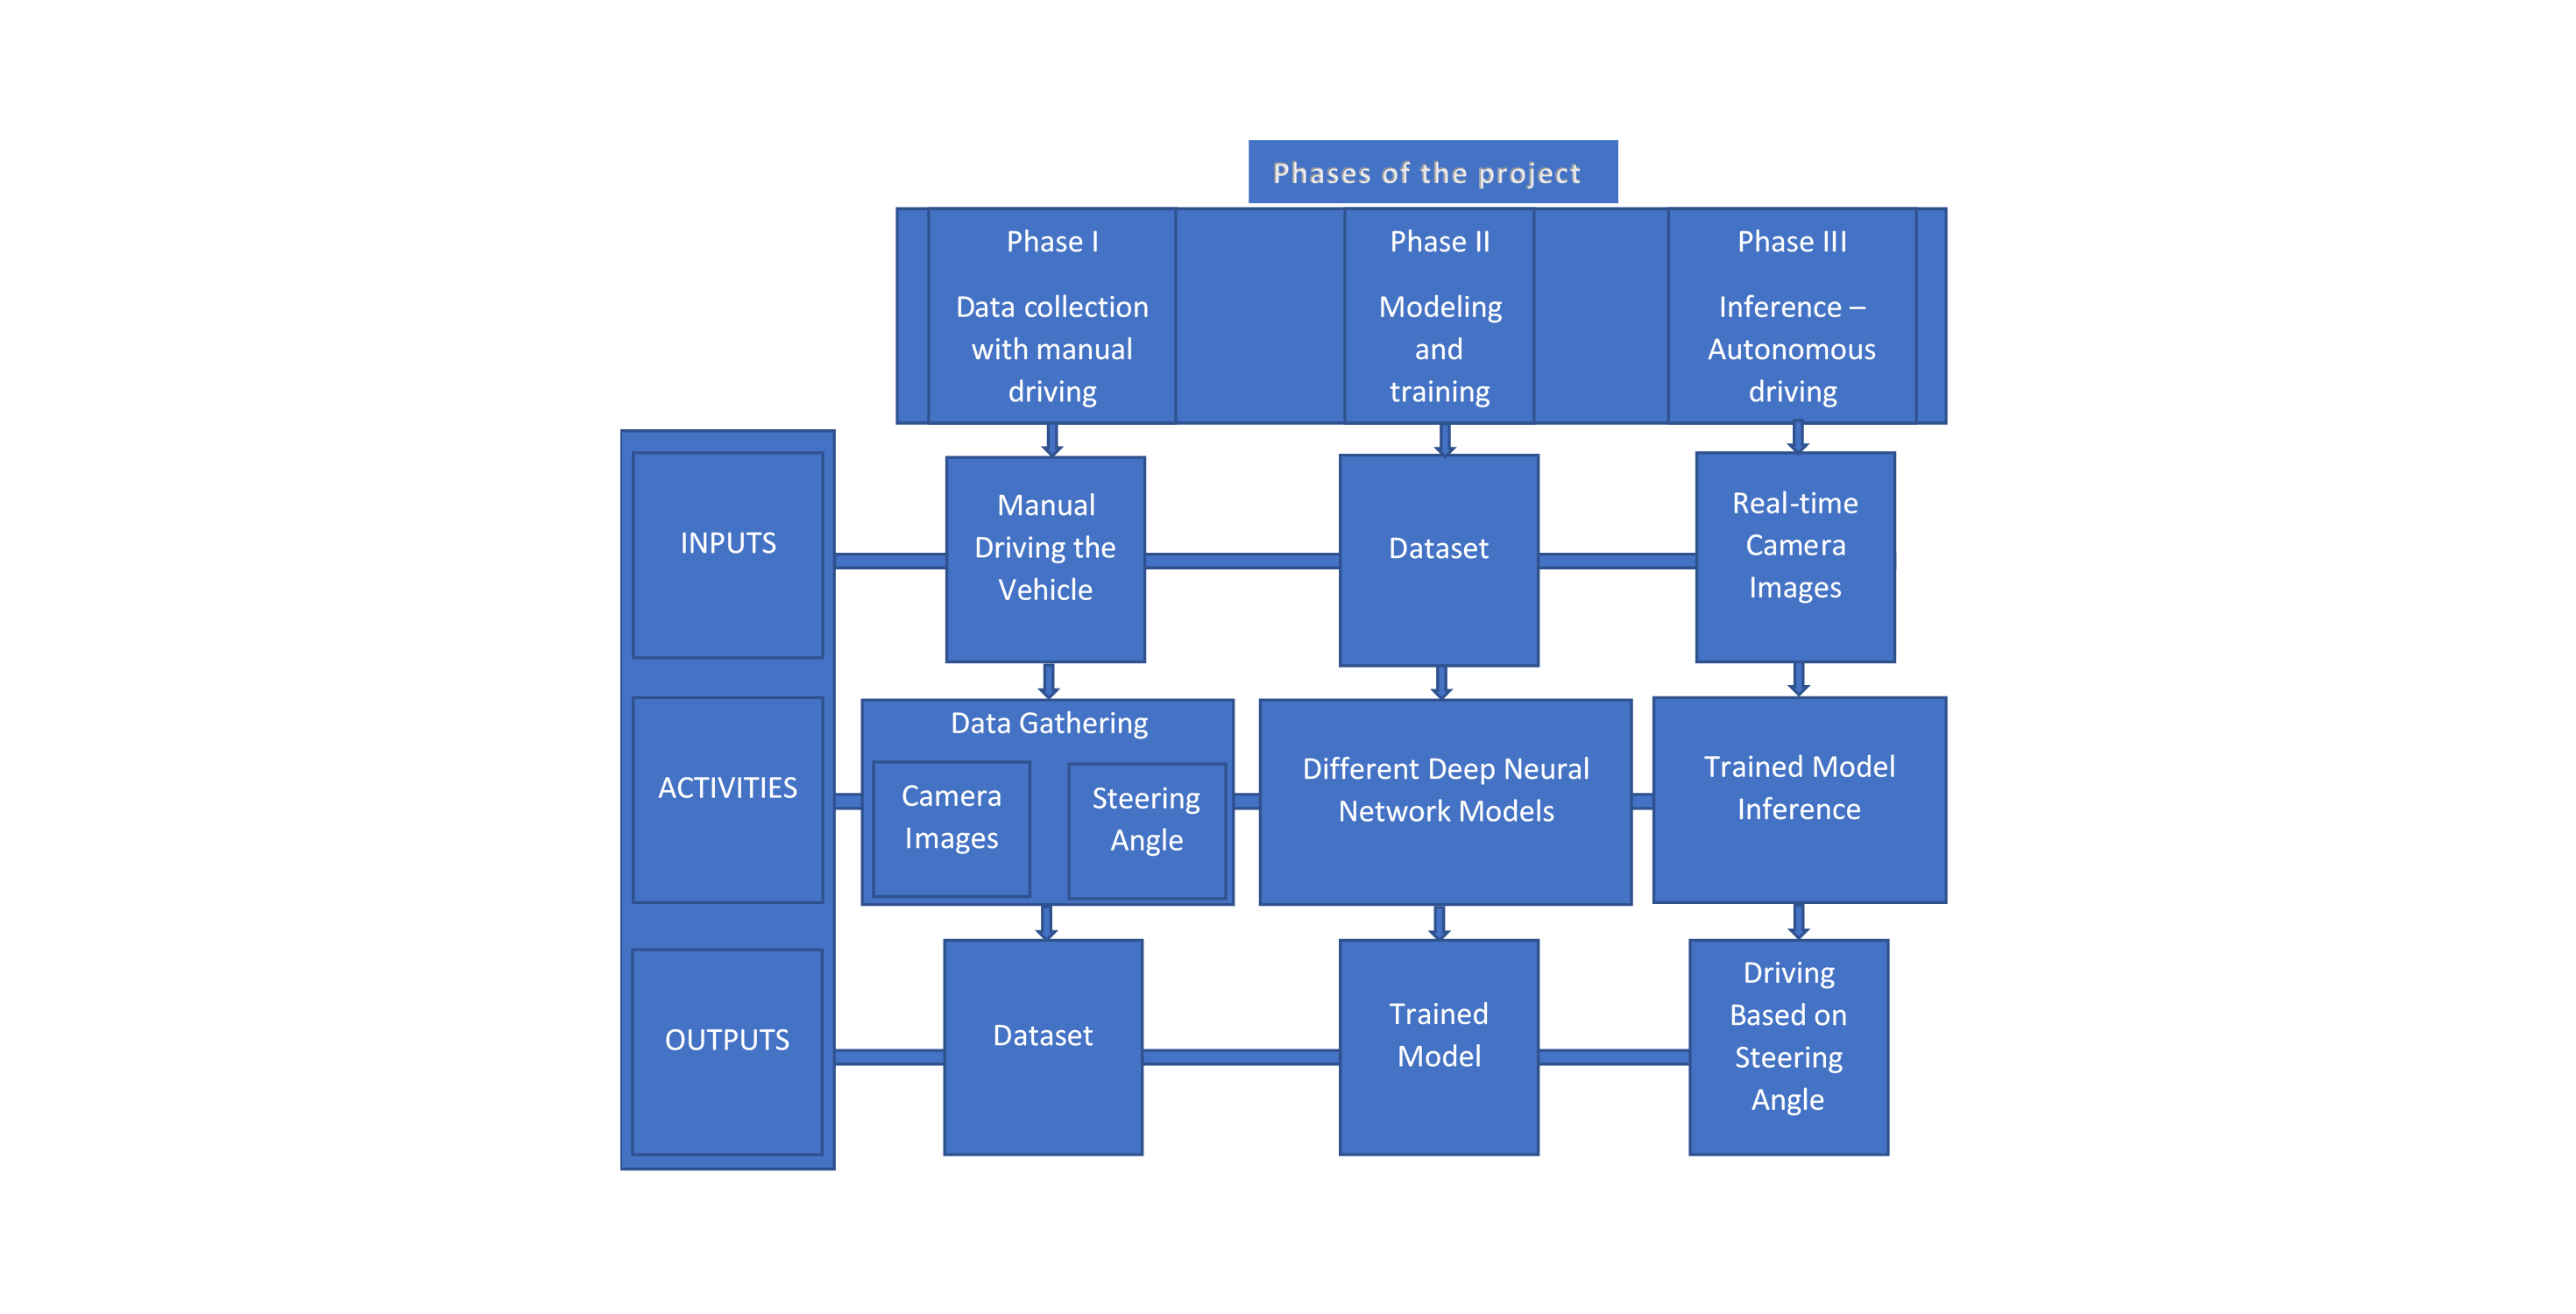 Phases of the project
Phase I
Data collection
with manual
driving
Phase II
Modeling
and
training
Phase III
Inference –
Autonomous
driving
INPUTS
Manual
Driving the
Vehicle
Dataset
Real-time
Camera
Images
ACTIVITIES
Data Gathering
Camera
Images
Steering
Angle
Different Deep Neural
Network Models
Trained Model
Inference
OUTPUTS
Dataset
Trained
Model
Driving
Based on
Steering
Angle